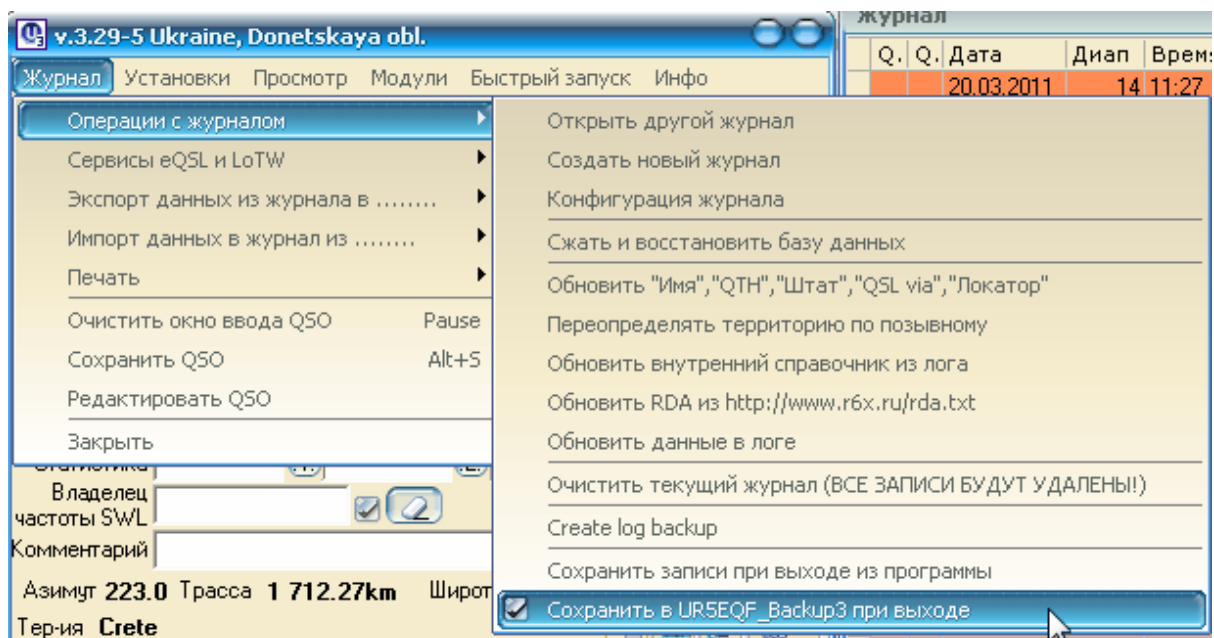 v.3.29-5 Ukraine, Donetskaya obl.
Журнал Установки Просмотр Модули Быстрый запуск Инфо
Операции с журналом
Сервисы eQSL и LoTW
Экспорт данных из журнала в ........
Импорт данных в журнал из ........
Печать
Очистить окно ввода QSO Pause
Сохранить QSO Alt+S
Редактировать QSO
Закрыть
Владелец
частоты SWL
Комментарий
Азимут 223.0 Трасса 1 712.27km Широт
Тер-ия Crete
Журнал
Q. Q. Дата Диап Время
20.03.2011 14 11:27
Открыть другой журнал
Создать новый журнал
Конфигурация журнала
Сжать и восстановить базу данных
Обновить "Имя","QTH","Штат","QSL via","Локатор"
Переопределять территорию по позывному
Обновить внутренний справочник из лога
Обновить RDA из http://www.r6x.ru/rda.txt
Обновить данные в логе
Очистить текущий журнал (ВСЕ ЗАПИСИ БУДУТ УДАЛЕНЫ!)
Create log backup
Сохранить записи при выходе из программы
Сохранить в UR5EQF_Backup3 при выходе